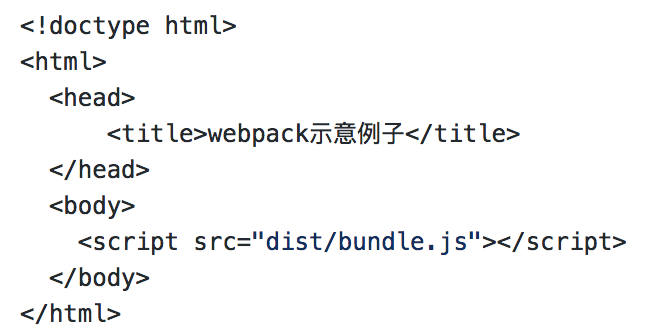 <!doctype html>
<html>
  <head>
      <title>webpack示意例子</title>
  </head>
  <body>
    <script src="dist/bundle.js"></script>
  </body>
</html>